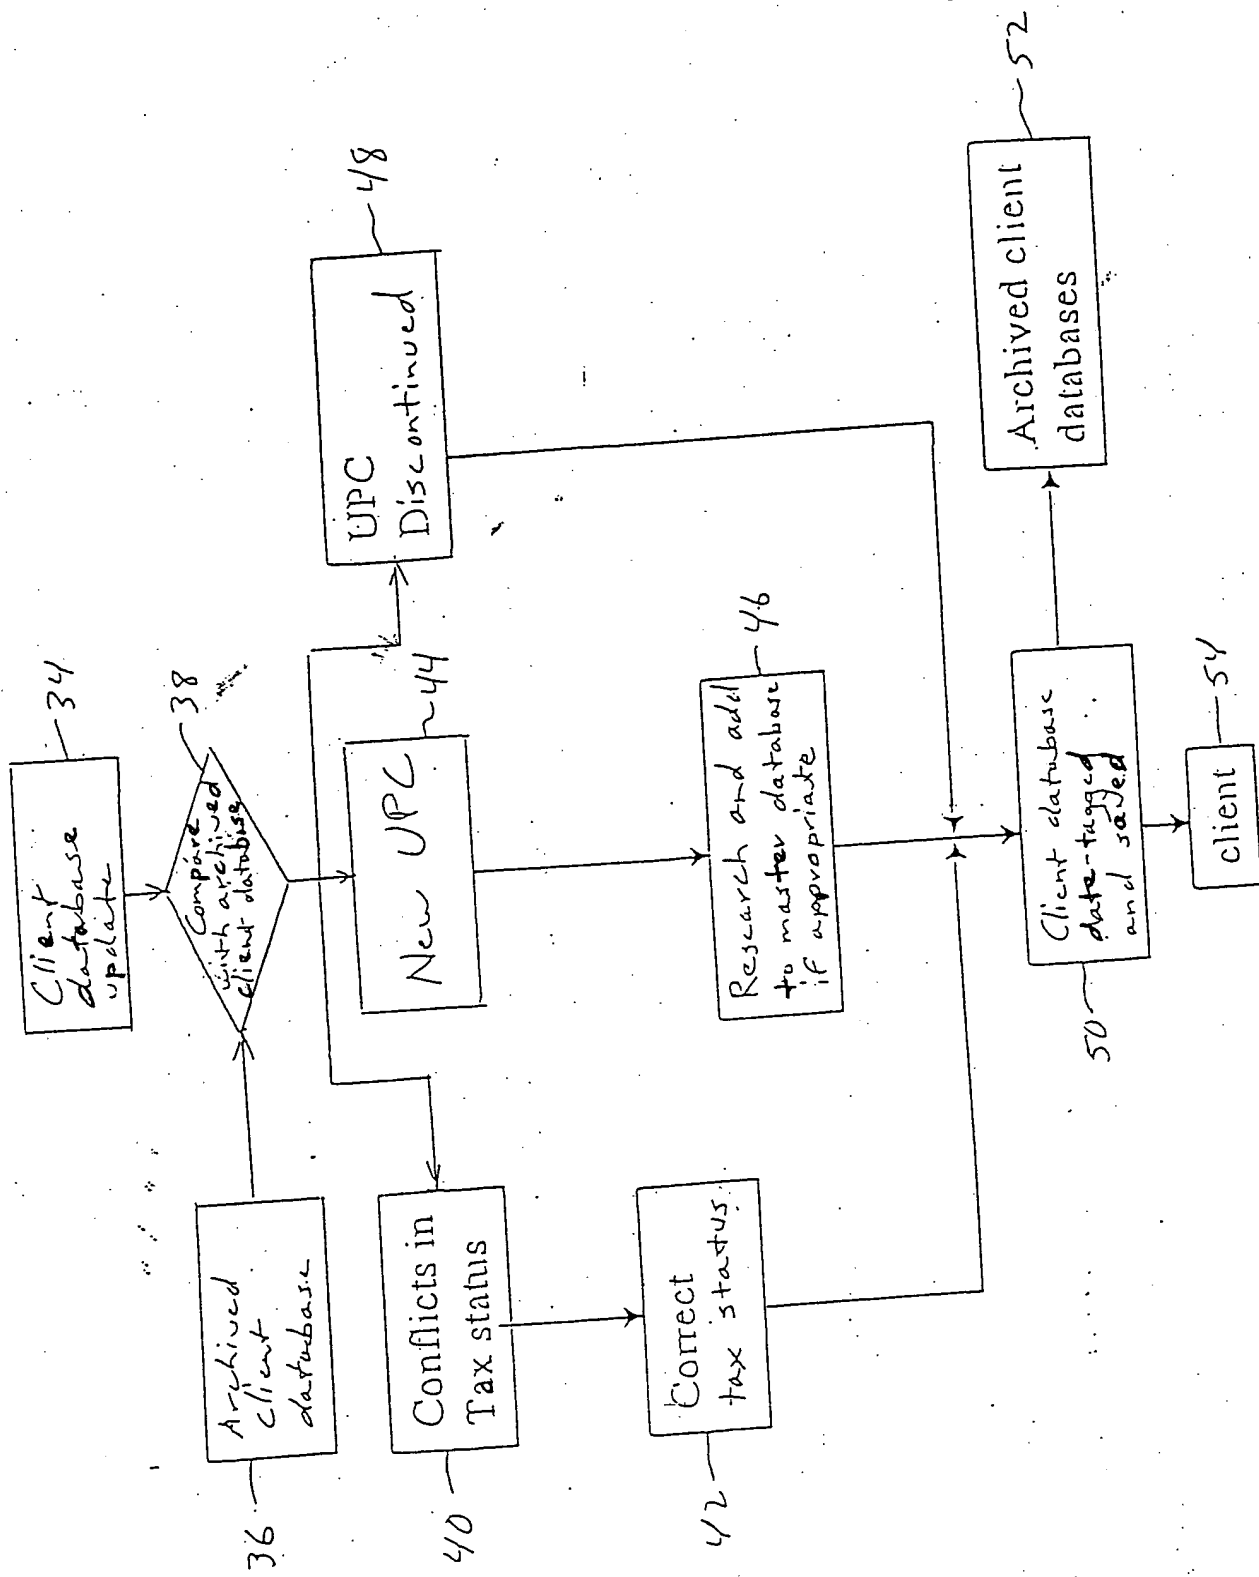 Client
database
update
34
Archived
client
database
36
Compare
with archived
client database
38
Conflicts in
Tax status
40
New UPC
44
UPC
Discontinued
48
Correct
tax status
42
Research and add
to master database
if appropriate
46
Client database
date-tagged
and saved
50
Archived client
databases
52
client
54